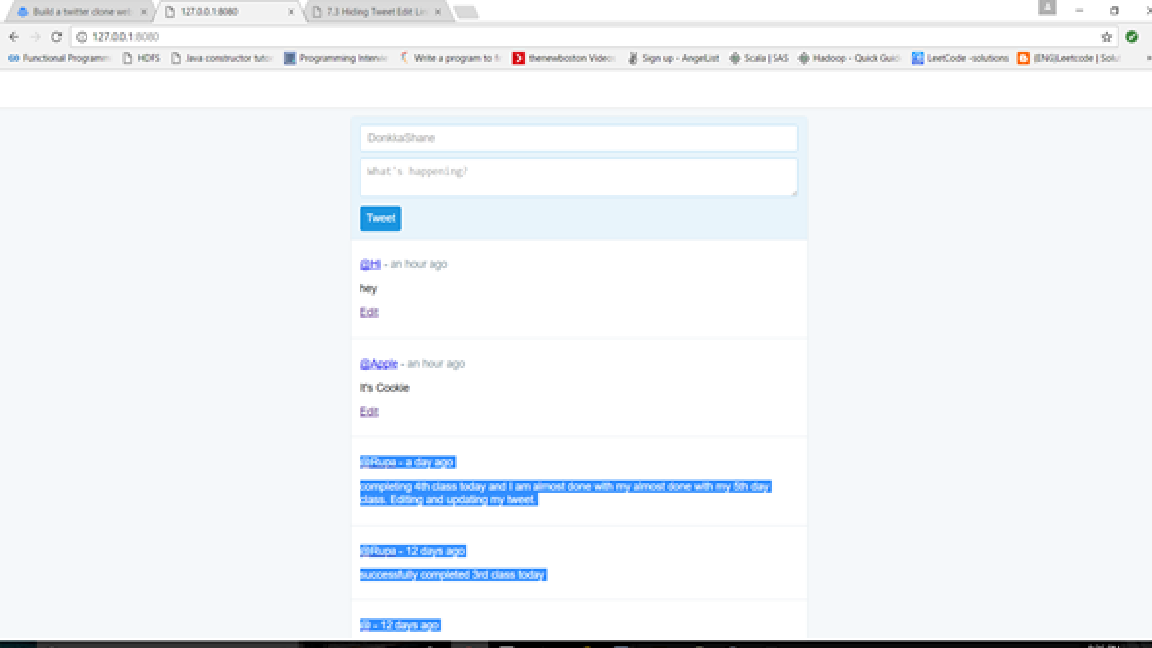 Build a twitter clone wel
127.0.0.1:8080
7.3 Hiding Tweet Edit Lin
127.0.0.1:8080
Functional Programm
HDFS
Java constructor tuto
Programming Intervie
Write a program to fi
thenewboston Video
Sign up - AngelList
Scala | SAS
Hadoop - Quick Guid
LeetCode -solutions
(ENG)Leetcode | Solu
DonkkaShane
What's happening?
Tweet
@Hi - an hour ago
hey
Edit
@Apple - an hour ago
It's Cookie
Edit
@Rupa - a day ago
completing 4th class today and I am almost done with my almost done with my 5th day
class. Editing and updating my tweet.
@Rupa - 12 days ago
successfully completed 3rd class today
@ - 12 days ago